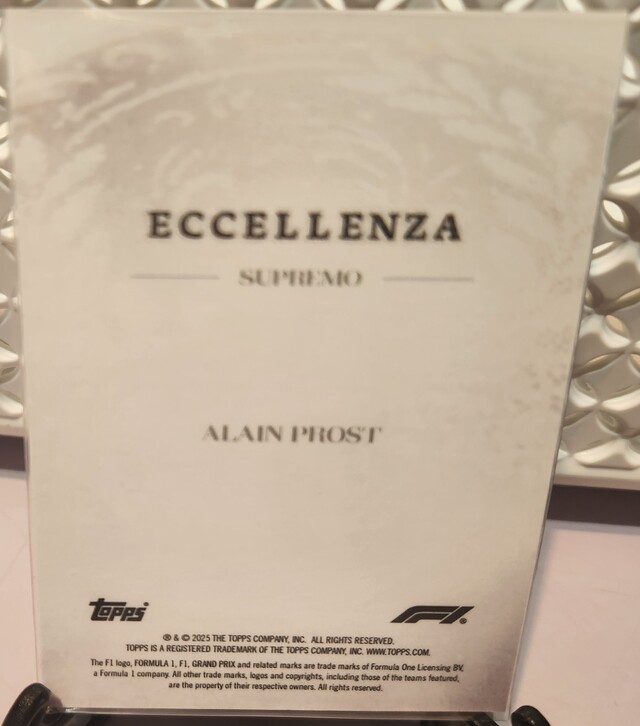 ECCELLENZA
SUPREMO
ALAIN PROST
Topps F1®
® & © 2025 THE TOPPS COMPANY, INC. ALL RIGHTS RESERVED.
TOPPS IS A REGISTERED TRADEMARK OF THE TOPPS COMPANY, INC. WWW.TOPPS.COM.
The F1 logo, FORMULA 1, F1, GRAND PRIX and related marks are trade marks of Formula One Licensing BV,
a Formula 1 company. All other trade marks, logos and copyrights, including those of the teams featured,
are the property of their respective owners. All rights reserved.